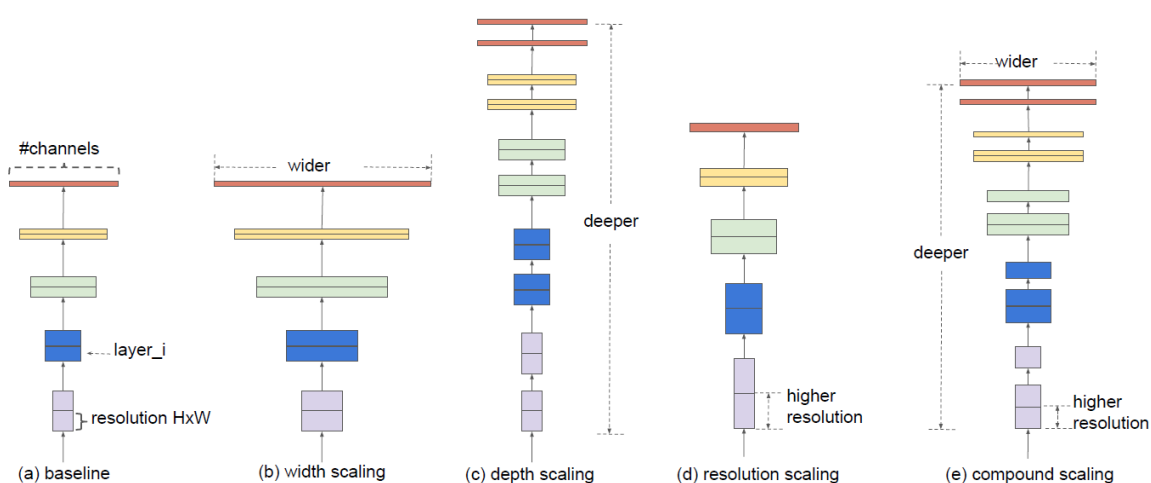 #channels
layer_i
resolution HxW
(a) baseline
wider
(b) width scaling
deeper
(c) depth scaling
higher
resolution
(d) resolution scaling
wider
deeper
higher
resolution
(e) compound scaling